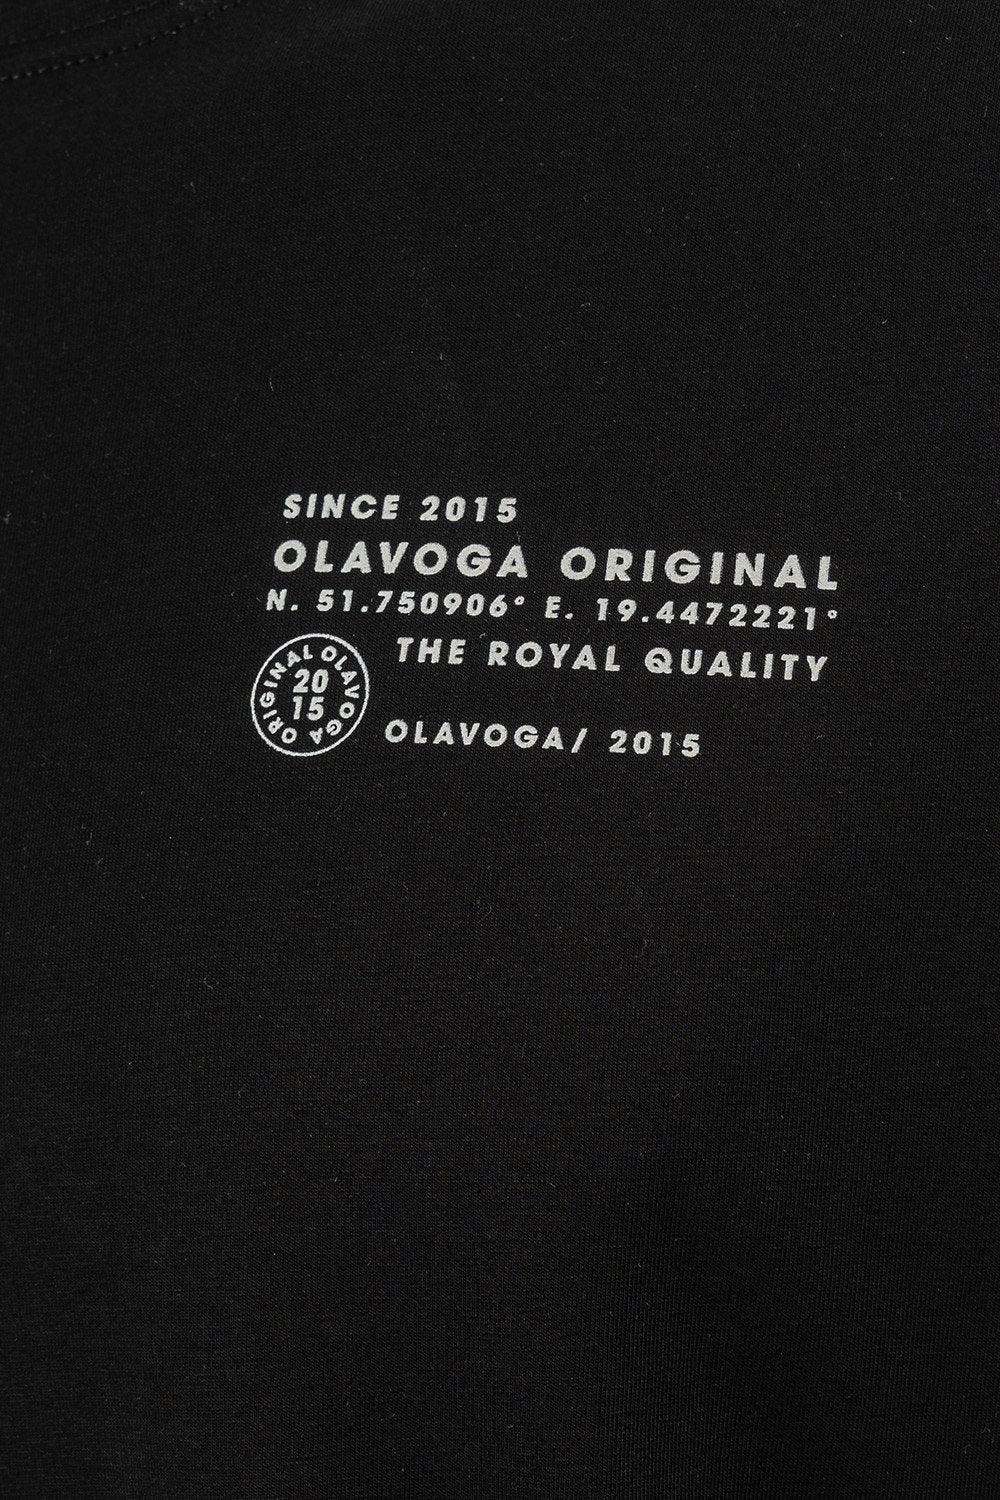 SINCE 2015
OLAVOGA ORIGINAL
N. 51.750906° E. 19.4472221°
THE ROYAL QUALITY
ORIGINAL OLAVOGA
20
15
OLAVOGA/ 2015